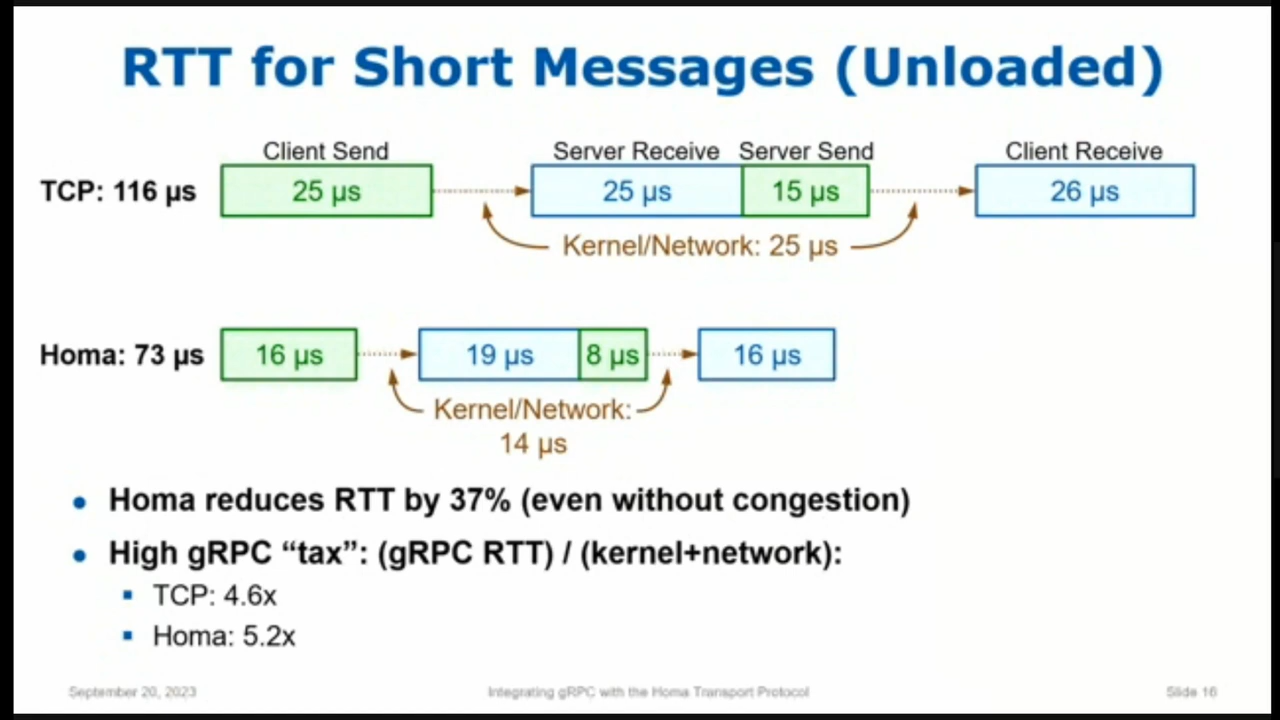 RTT for Short Messages (Unloaded)
Client Send
Server Receive
Server Send
Client Receive
TCP: 116 µs
25 µs
25 µs
15 µs
26 µs
Kernel/Network: 25 µs
Homa: 73 µs
16 µs
19 µs
8 µs
16 µs
Kernel/Network:
14 µs
• Homa reduces RTT by 37% (even without congestion)
• High gRPC “tax”: (gRPC RTT) / (kernel+network):
▪ TCP: 4.6x
▪ Homa: 5.2x
September 20, 2023
Integrating gRPC with the Homa Transport Protocol
Slide 16